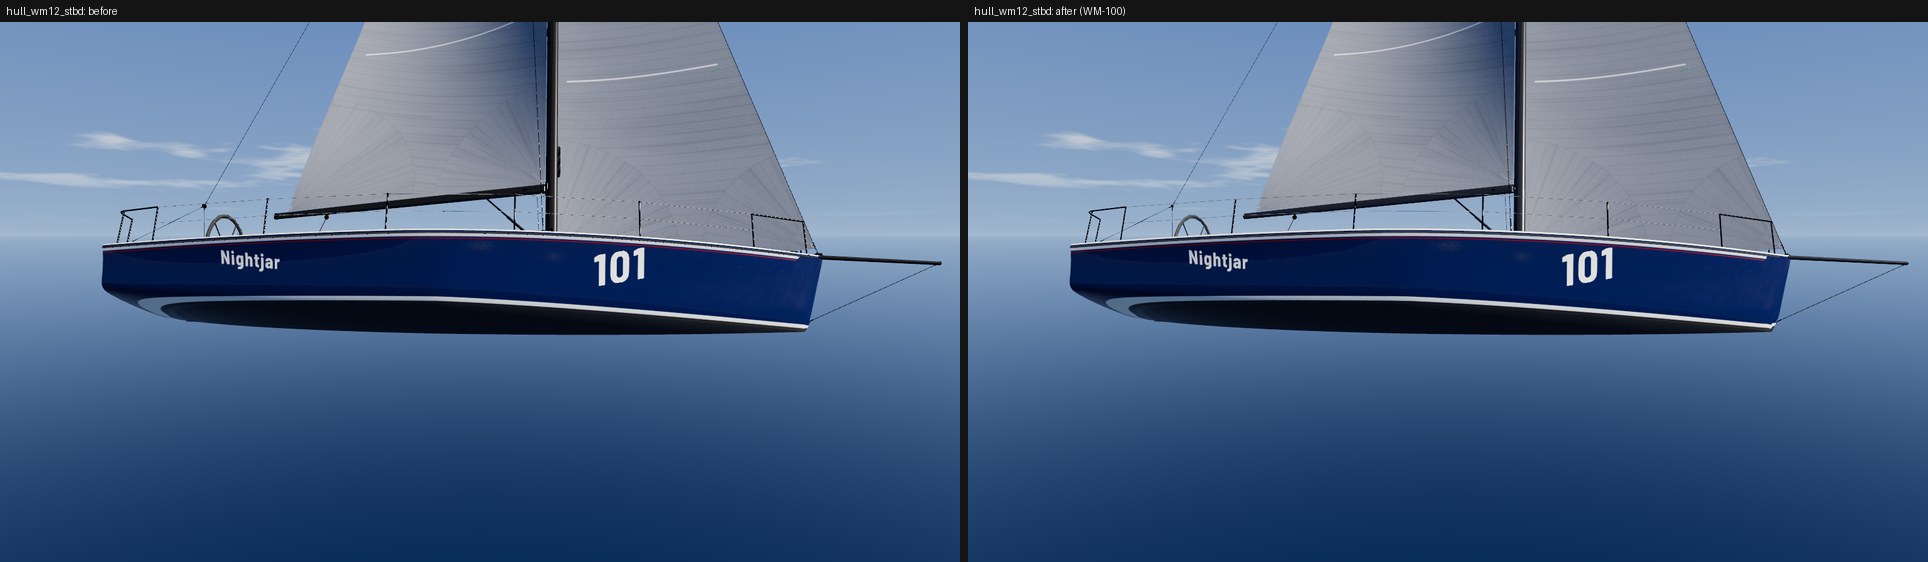 hull_wm12_stbd: before
hull_wm12_stbd: after (WM-100)
Nightjar
101
Nightjar
101